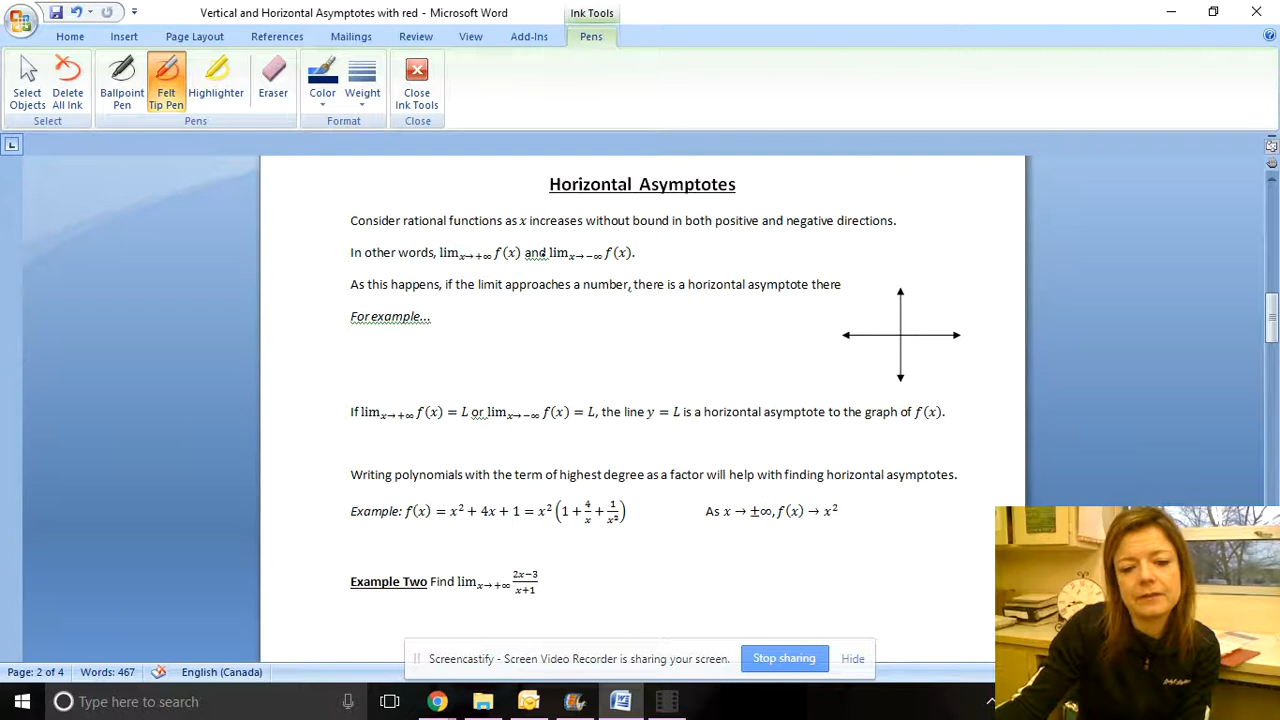 Vertical and Horizontal Asymptotes with red - Microsoft Word
Ink Tools
Home Insert Page Layout References Mailings Review View Add-Ins Pens
Select Objects
Delete All Ink
Ballpoint Pen
Felt Tip Pen
Highlighter
Eraser
Color
Weight
Close Ink Tools
Select Pens Format Close
Horizontal Asymptotes
Consider rational functions as x increases without bound in both positive and negative directions.
In other words, lim_{x→+∞} f(x) and lim_{x→−∞} f(x).
As this happens, if the limit approaches a number, there is a horizontal asymptote there
For example...
If lim_{x→+∞} f(x) = L or lim_{x→−∞} f(x) = L, the line y = L is a horizontal asymptote to the graph of f(x).
Writing polynomials with the term of highest degree as a factor will help with finding horizontal asymptotes.
Example: f(x) = x² + 4x + 1 = x² (1 + 4/x + 1/x²) As x → ±∞, f(x) → x²
Example Two Find lim_{x→+∞} 2x−3/x+1
Screencastify - Screen Video Recorder is sharing your screen. Stop sharing Hide
Page: 2 of 4 Words: 467 English (Canada)
Type here to search